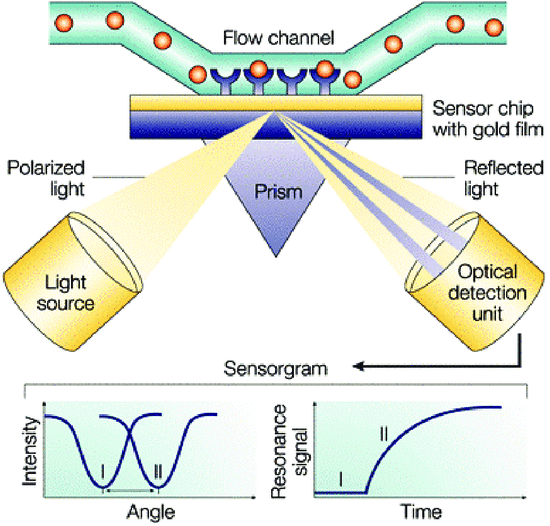 Flow channel
Sensor chip
with gold film
Polarized
light
Reflected
light
Prism
Light
source
Optical
detection
unit
Sensorgram
Intensity
I
II
Angle
Resonance
signal
I
II
Time